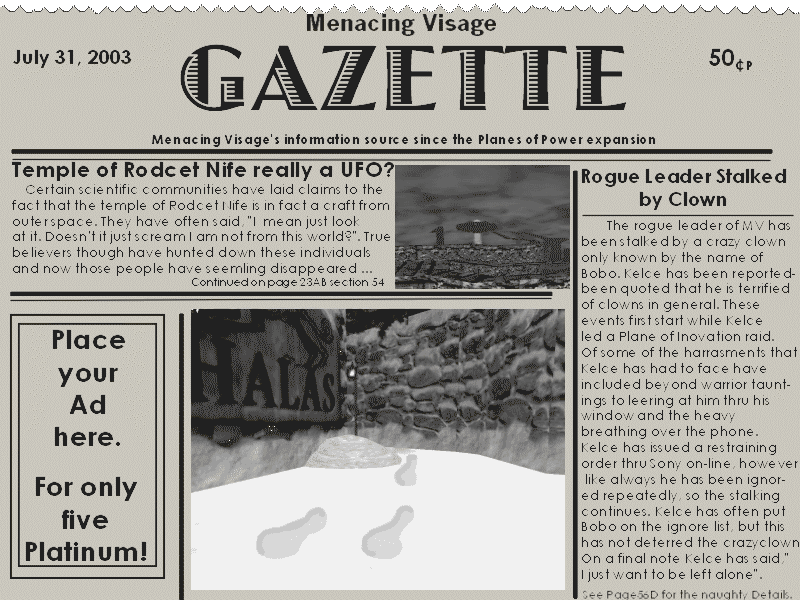 Menacing Visage
July 31, 2003
GAZETTE
50¢P
Menacing Visage's information source since the Planes of Power expansion
Temple of Rodcet Nife really a UFO?
Certain scientific communities have laid claims to the
fact that the temple of Rodcet Nife is in fact a craft from
outerspace. They have often said, "I mean just look
at it. Doesn't it just scream I am not from this world?". True
believers though have hunted down these individuals
and now those people have seemling disappeared ...
Continued on page 23AB section 54
Rogue Leader Stalked
by Clown
The rogue leader of MV has
been stalked by a crazy clown
only known by the name of
Bobo. Kelce has been reported-
been quoted that he is terrified
of clowns in general. These
events first start while Kelce
led a Plane of Inovation raid.
Of some of the harrasments that
Kelce has had to face have
included beyond warrior taunt-
ings to leering at him thru his
window and the heavy
breathing over the phone.
Kelce has issued a restraining
order thru Sony on-line, however
like always he has been ignor-
ed repeatedly, so the stalking
continues. Kelce has often put
Bobo on the ignore list, but this
has not deferred the crazyclown
On a final note Kelce has said,"
I just want to be left alone".
See Page56D for the naughty Details.
Place
your
Ad
here.
For only
five
Platinum!
HALAS